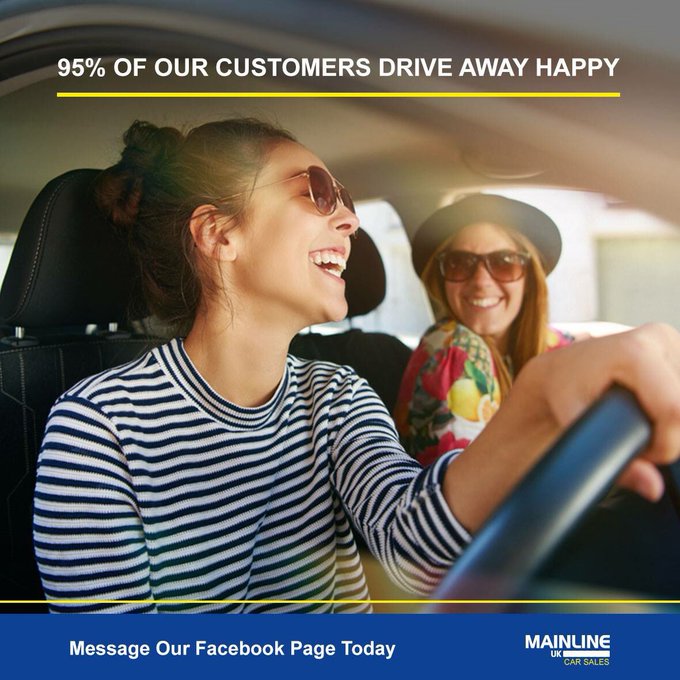 95% OF OUR CUSTOMERS DRIVE AWAY HAPPY
Message Our Facebook Page Today
MAINLINE
UK
CAR SALES